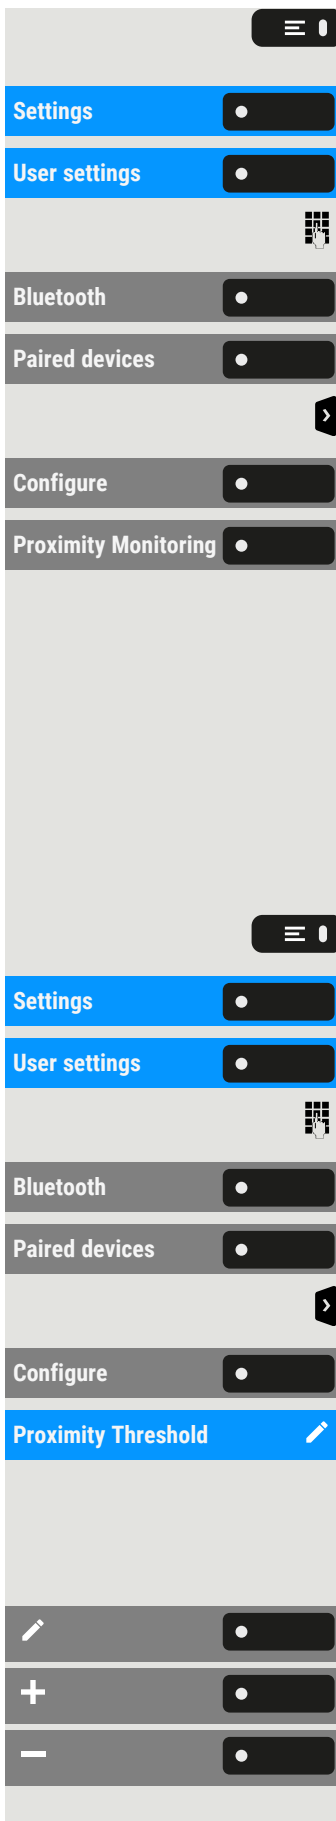 Settings
User settings
Bluetooth
Paired devices
Configure
Proximity Monitoring
Settings
User settings
Bluetooth
Paired devices
Configure
Proximity Threshold